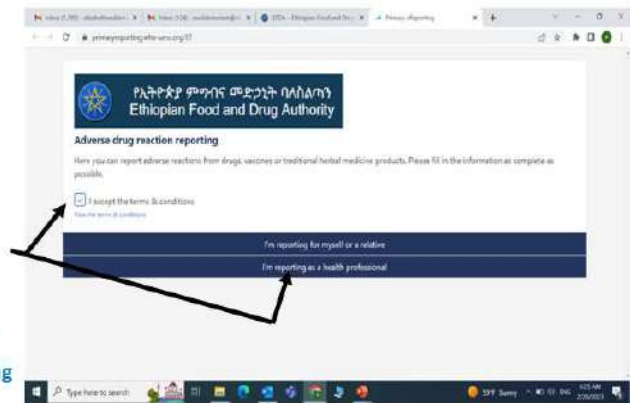 የኢትዮጵያ ምግብና መድኃኒት ባለስልጣን
Ethiopian Food and Drug Authority
Adverse drug reaction reporting
Here you can report adverse reactions from drugs, vaccines or traditional herbal medicine products. Please fill in the information as complete as
possible.
I accept the terms & conditions
View the terms & conditions
I'm reporting for myself or a relative
I'm reporting as a health professional
Type here to search
59°F Sunny
ENG